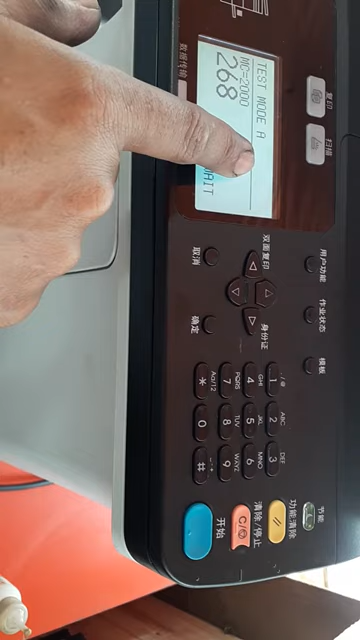 TEST MODE A
MC=2000
268
AIT
数据传输
复印
扫描
双面复印
取消
确定
身份证
用户功能
作业状态
模板
./@
1
ABC
2
DEF
3
GHI
4
JKL
5
MNO
6
PQRS
7
TUV
8
WXYZ
9
Acc/12
*
0
#
节能
功能清除
清除/停止
C/
开始